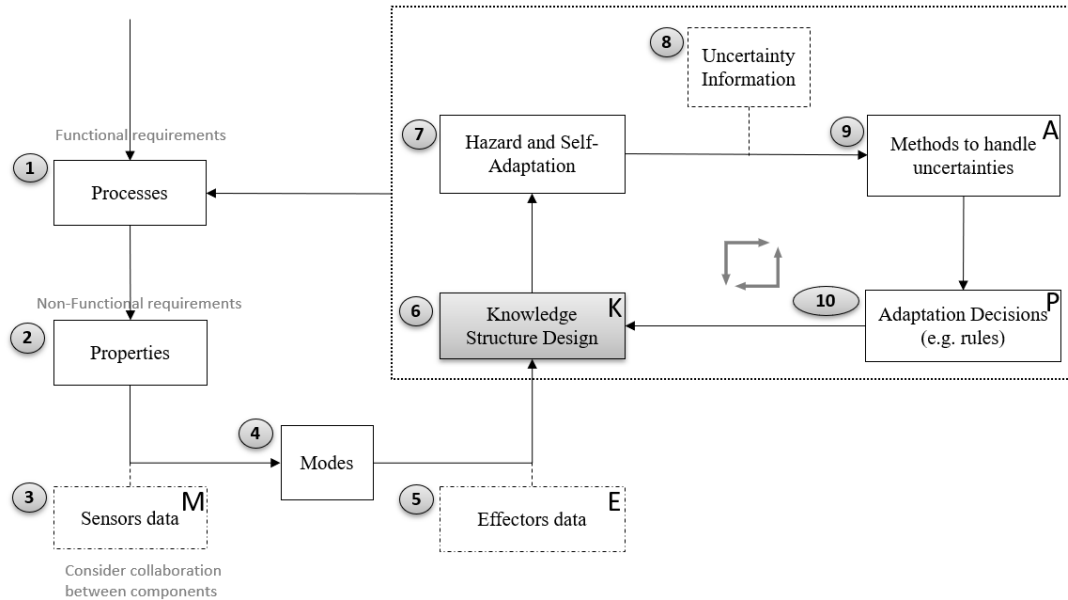 8
Uncertainty
Information
Functional requirements
7
Hazard and Self-
Adaptation
9
A
Methods to handle
uncertainties
1
Processes
Non-Functional requirements
6
K
Knowledge
Structure Design
10
P
Adaptation Decisions
(e.g. rules)
2
Properties
4
Modes
3
M
Sensors data
5
E
Effectors data
Consider collaboration
between components